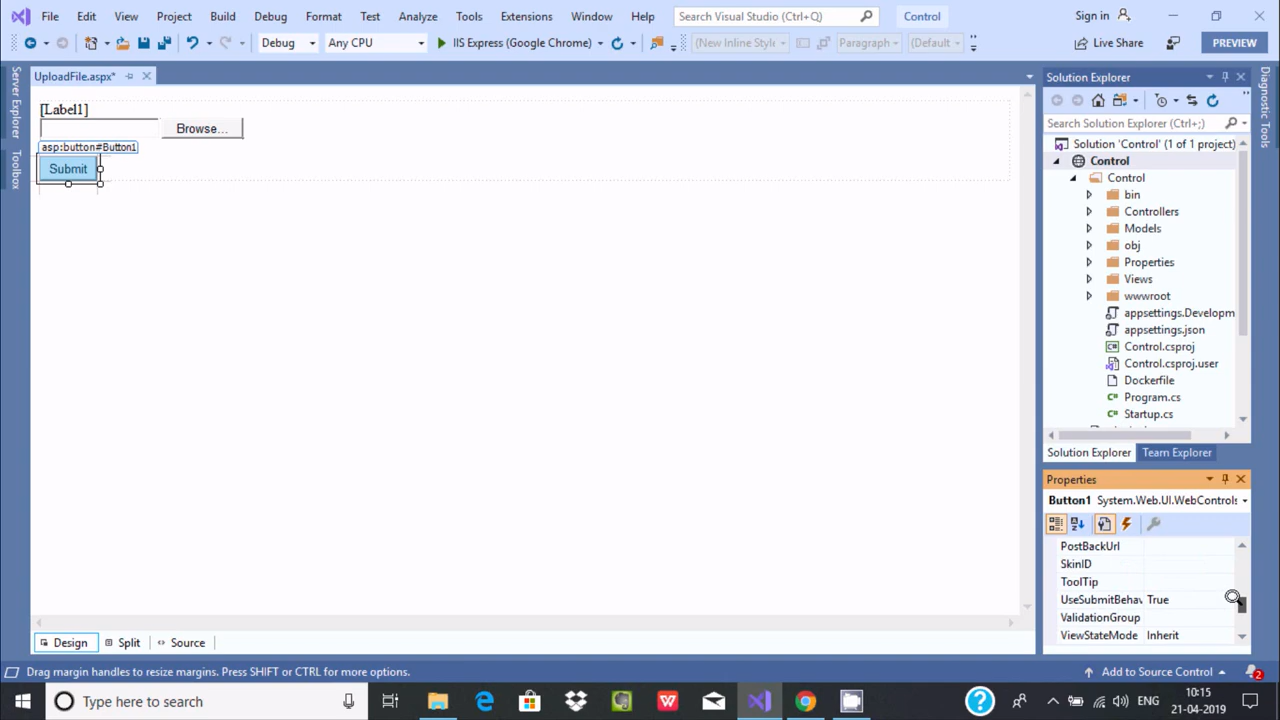 File Edit View Project Build Debug Format Test Analyze Tools Extensions Window Help Search Visual Studio (Ctrl+Q) Control Sign in
Debug Any CPU IIS Express (Google Chrome) (New Inline Style Paragraph (Default Live Share PREVIEW
UploadFile.aspx*
Server Explorer
Toolbox
[Label1]
Browse...
asp:button#Button1
Submit
Solution Explorer
Search Solution Explorer (Ctrl+;)
Solution 'Control' (1 of 1 project)
Control
Control
bin
Controllers
Models
obj
Properties
Views
wwwroot
appsettings.Developm
appsettings.json
Control.csproj
Control.csproj.user
Dockerfile
Program.cs
Startup.cs
Solution Explorer Team Explorer
Diagnostic Tools
Properties
Button1 System.Web.UI.WebControls
PostBackUrl
SkinID
ToolTip
UseSubmitBehav True
ValidationGroup
ViewStateMode Inherit
Design Split Source
Drag margin handles to resize margins. Press SHIFT or CTRL for more options. Add to Source Control 2
Type here to search ENG 10:15
21-04-2019